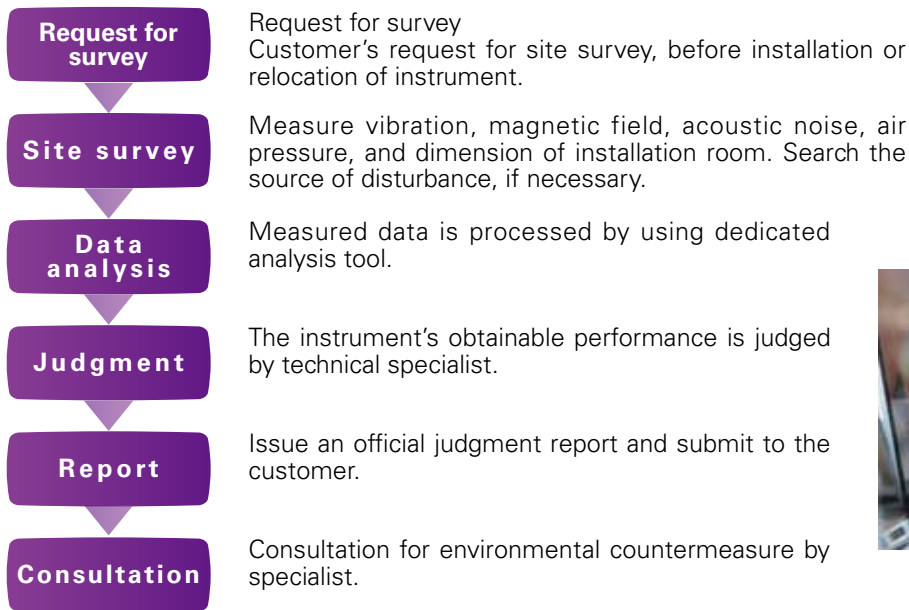 Request for
survey
Request for survey
Customer's request for site survey, before installation or
relocation of instrument.
Site survey
Measure vibration, magnetic field, acoustic noise, air
pressure, and dimension of installation room. Search the
source of disturbance, if necessary.
Data
analysis
Measured data is processed by using dedicated
analysis tool.
Judgment
The instrument's obtainable performance is judged
by technical specialist.
Report
Issue an official judgment report and submit to the
customer.
Consultation
Consultation for environmental countermeasure by
specialist.